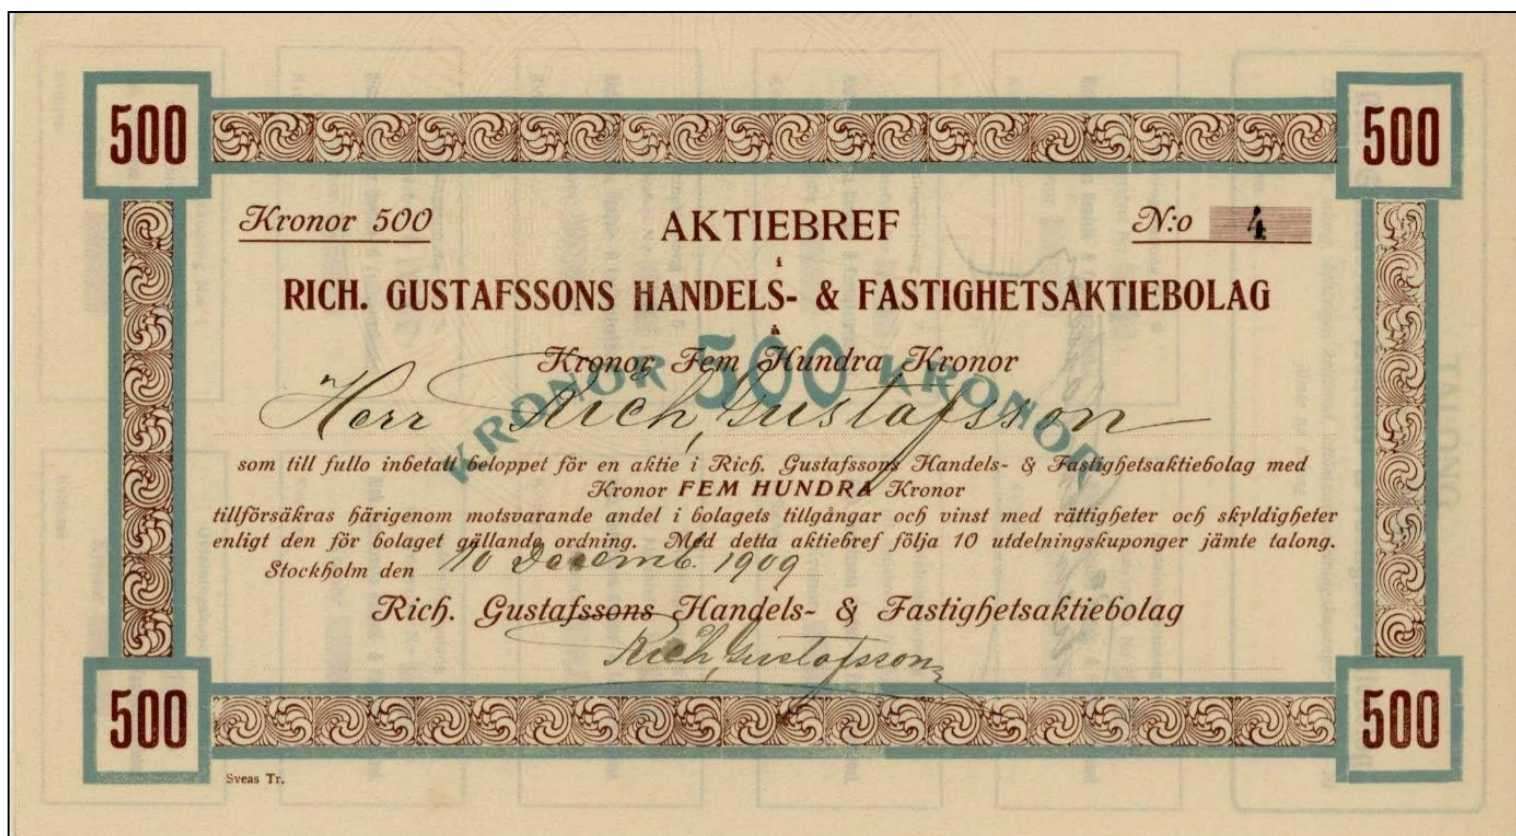 500 500
Kronor 500 AKTIEBREF N:o 4
i
RICH. GUSTAFSSONS HANDELS- & FASTIGHETSAKTIEBOLAG
à
Kronor Fem Hundra Kronor
KRONOR 500 KRONOR
Herr Rich, Gustafsson
som till fullo inbetalt beloppet för en aktie i Rich. Gustafssons Handels- & Fastighetsaktiebolag med
Kronor FEM HUNDRA Kronor
tillförsäkras härigenom motsvarande andel i bolagets tillgångar och vinst med rättigheter och skyldigheter
enligt den för bolaget gällande ordning. Med detta aktiebref följa 10 utdelningskuponger jämte talong.
Stockholm den 10 Decemb. 1909
Rich. Gustafssons Handels- & Fastighetsaktiebolag
Rich, Gustafsson
500 500
Sveas Tr.